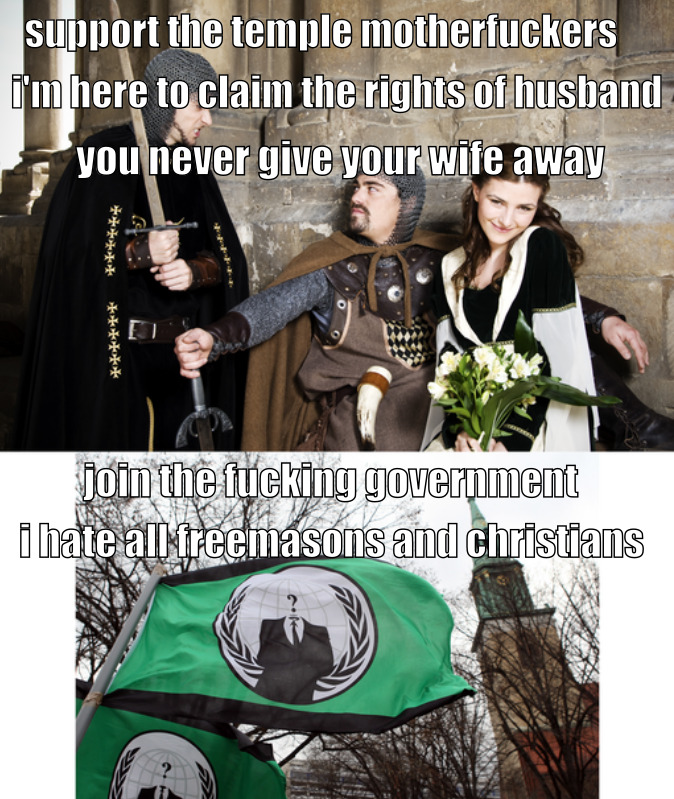 support the temple motherfuckers
i'm here to claim the rights of husband
you never give your wife away
join the fucking government
i hate all freemasons and christians
?
?